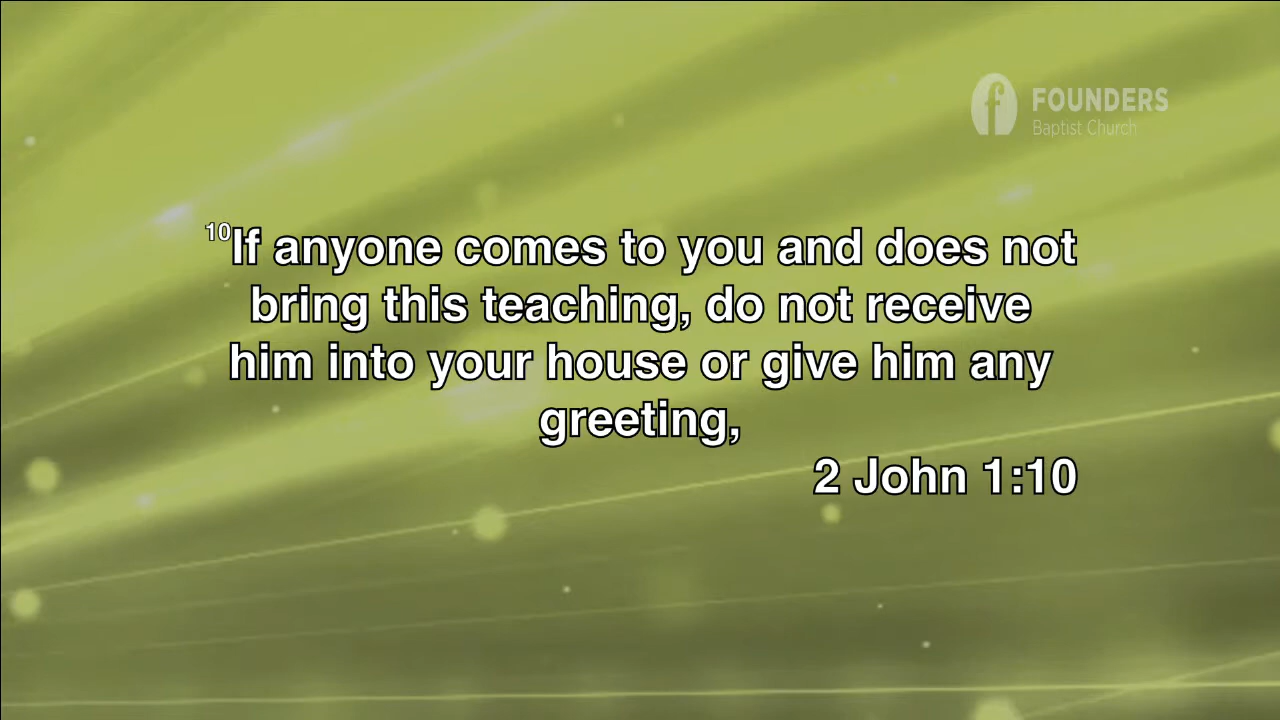 FOUNDERS
Baptist Church
10If anyone comes to you and does not
bring this teaching, do not receive
him into your house or give him any
greeting,
2 John 1:10